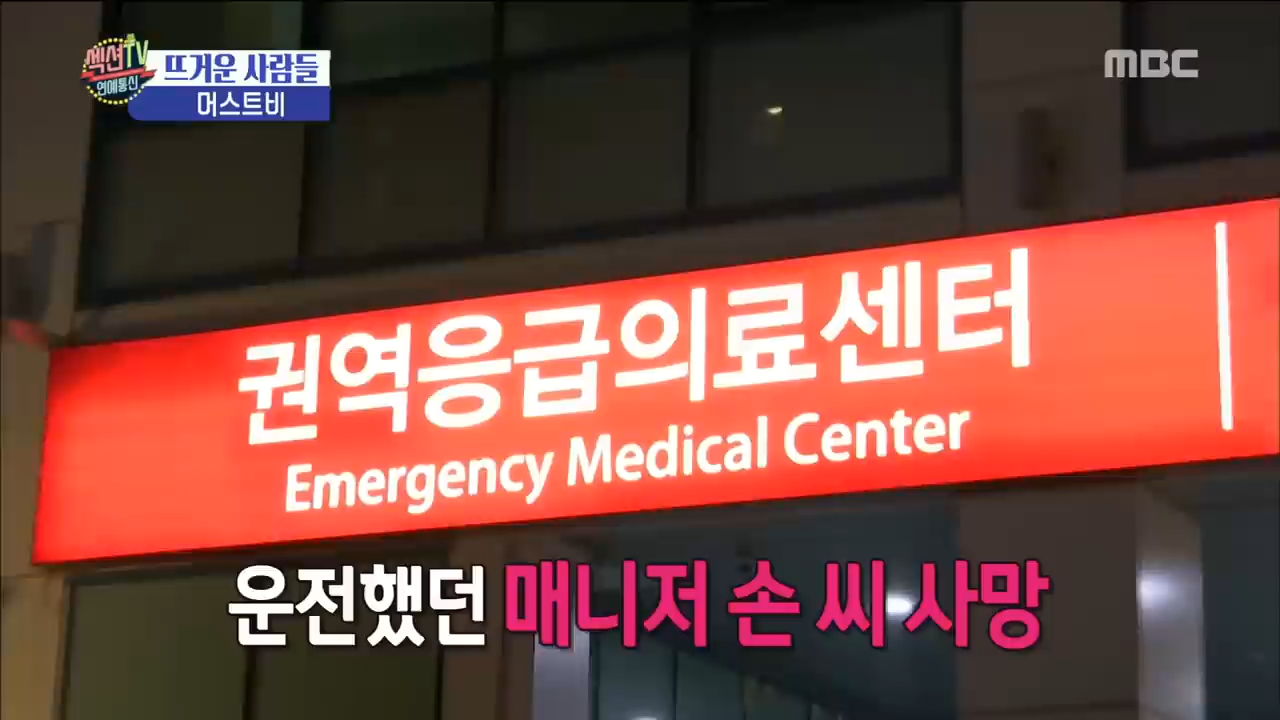 섹션TV
연예통신
뜨거운 사람들
머스트비
MBC
권역응급의료센터
Emergency Medical Center
운전했던 매니저 손 씨 사망